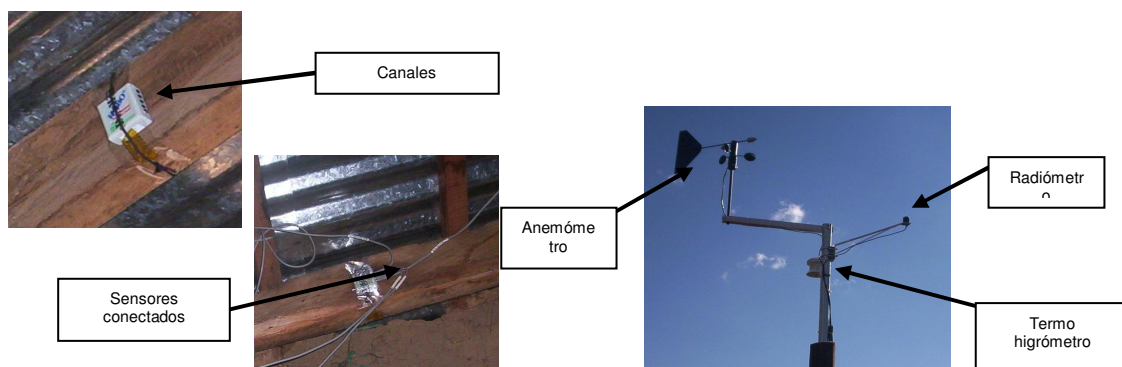 Canales
Sensores
conectados
Anemóme
tro
Radiómetr
o
Termo
higrómetro